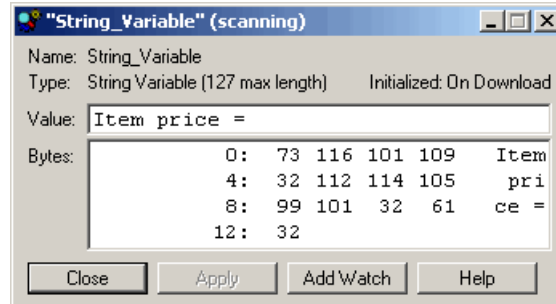 "String_Variable" (scanning)
Name: String_Variable
Type: String Variable (127 max length) Initialized: On Download
Value: Item price =
Bytes: 0: 73 116 101 109 Item
4: 32 112 114 105 pri
8: 99 101 32 61 ce =
12: 32
Close Apply Add Watch Help